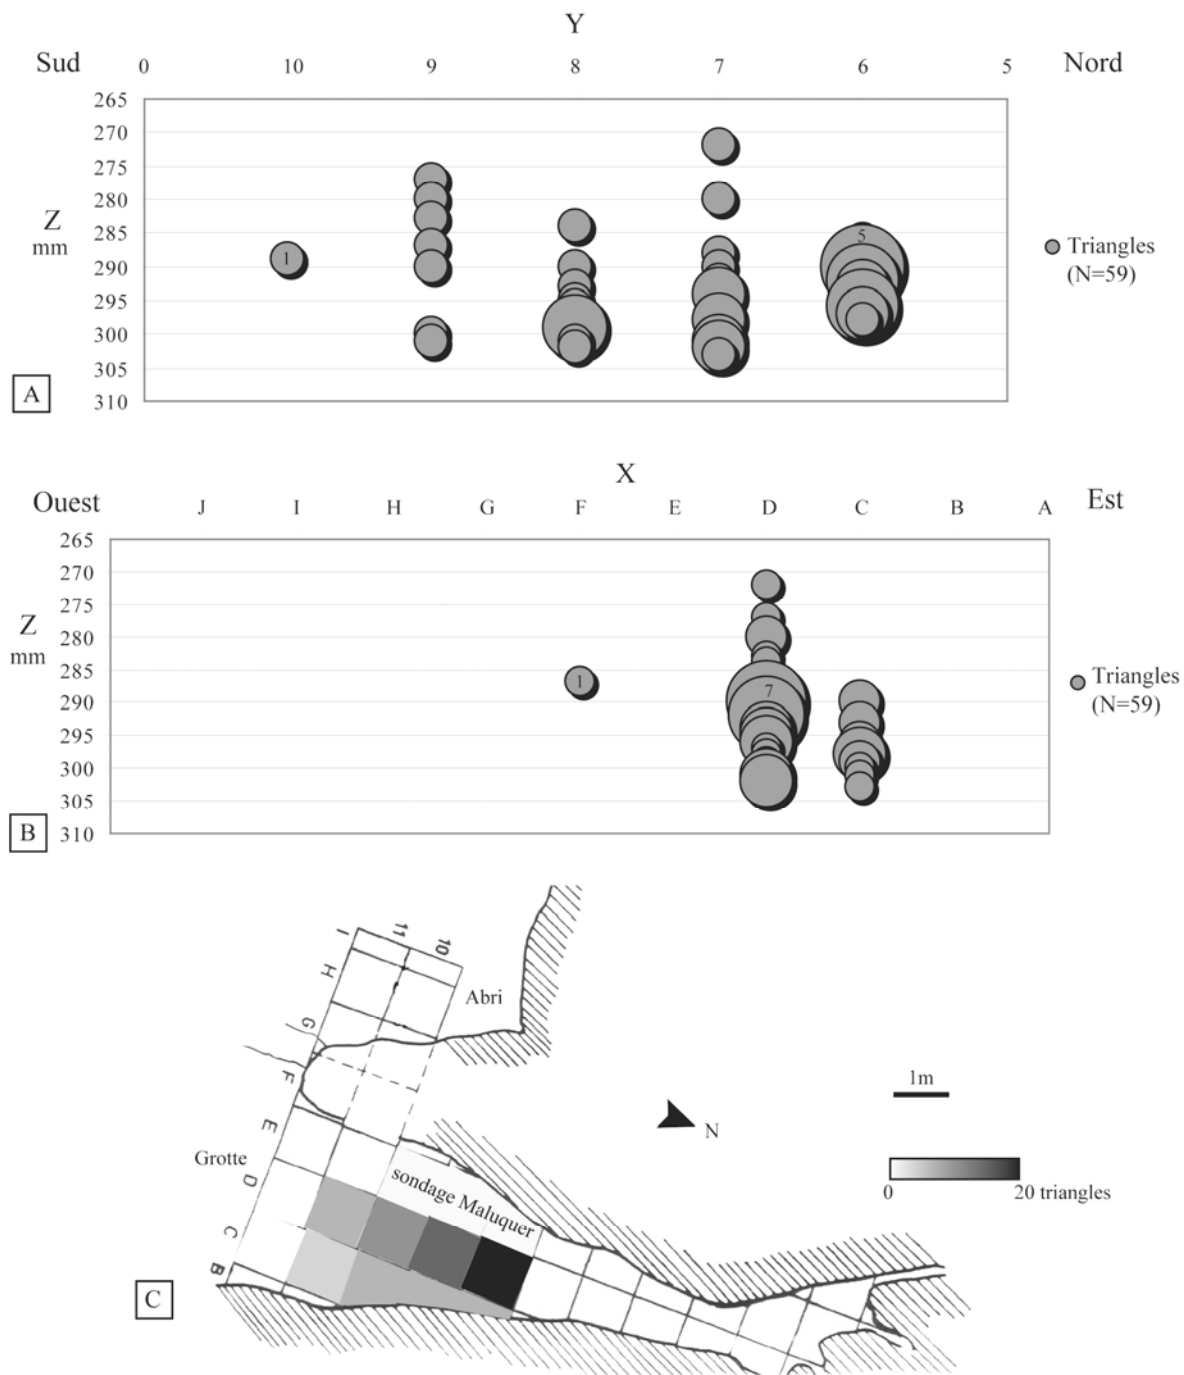 Y
Sud 0 10 9 8 7 6 5 Nord
265
270
275
280
285
290
295
300
305
310
Z
mm
1
5
Triangles
(N=59)
A
X
Ouest J I H G F E D C B A Est
265
270
275
280
285
290
295
300
305
310
Z
mm
1
7
Triangles
(N=59)
B
I 11 10
H
Abri
G
F
E
Grotte
D
C
B
sondage Maluquer
N
1m
0 20 triangles
C